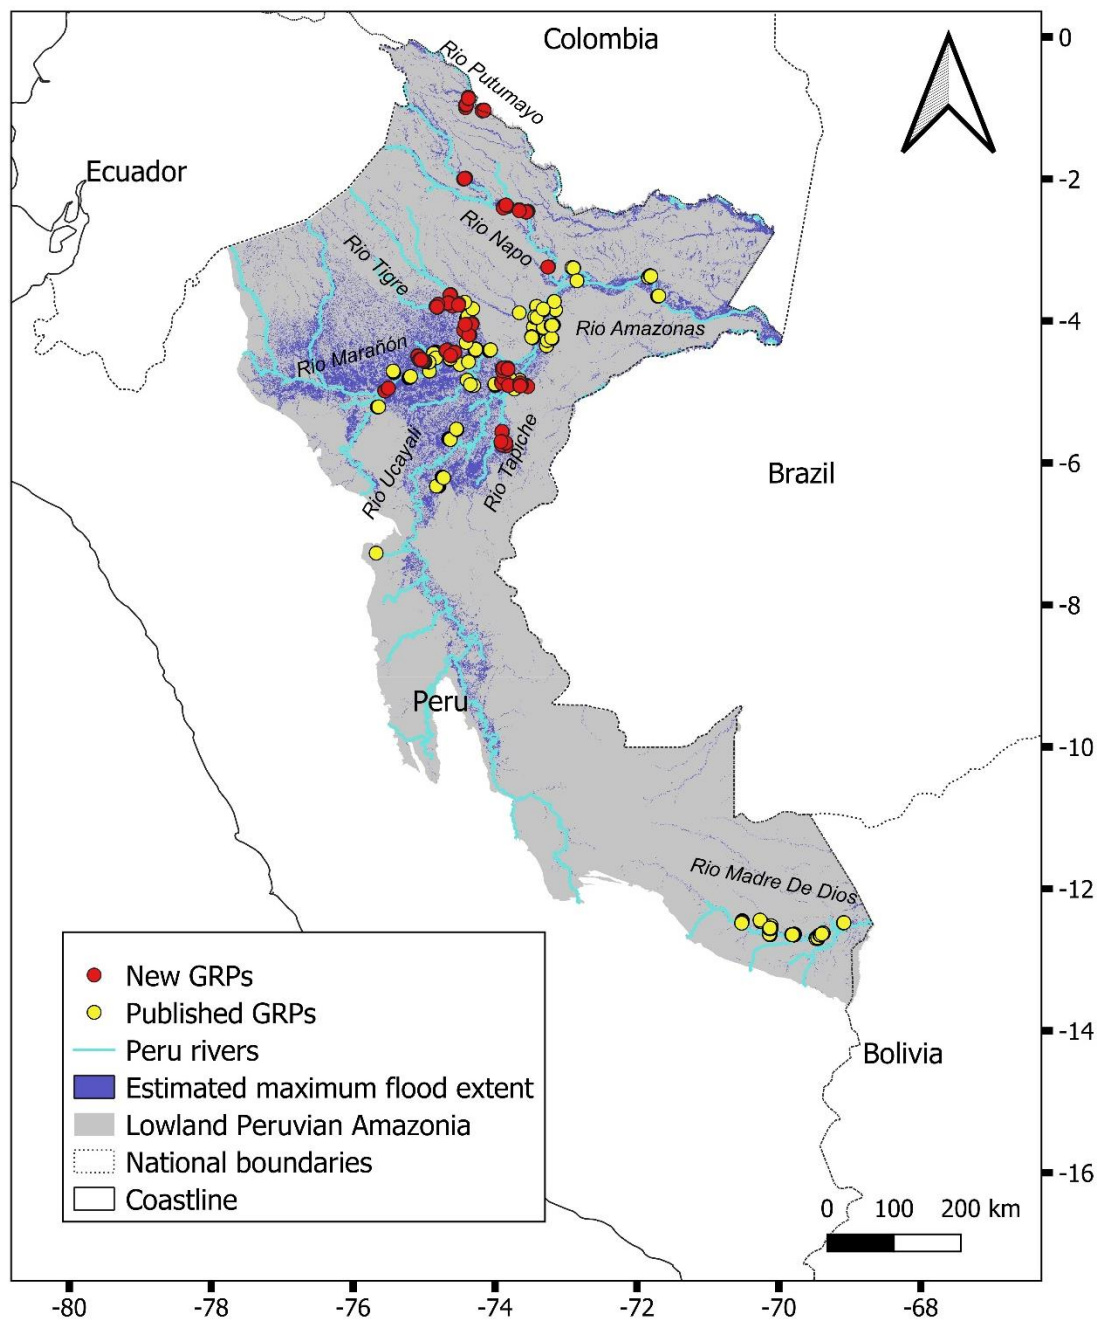 Colombia
0
Rio Putumayo
Ecuador
-2
Rio Napo
Rio Tigre
Rio Amazonas
-4
Rio Marañón
Rio Ucayali
Rio Tapiche
Brazil
-6
-8
Peru
-10
Rio Madre De Dios
-12
New GRPs
Published GRPs
Peru rivers
Estimated maximum flood extent
Lowland Peruvian Amazonia
National boundaries
Coastline
-14
Bolivia
-16
0 100 200 km
-80 -78 -76 -74 -72 -70 -68